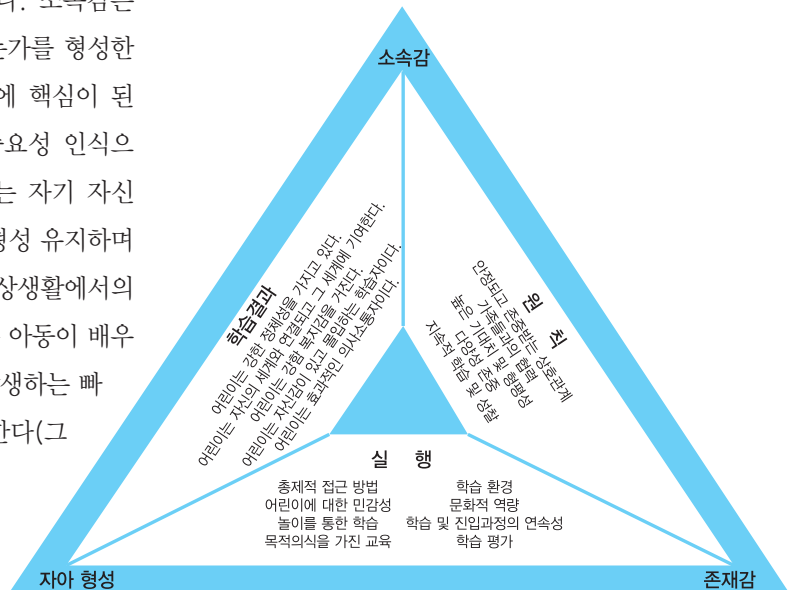 다. 소속감은
는가를 형성한
에 핵심이 된
요성 인식으
는 자기 자신
형성 유지하며
상생활에서의
아동이 배우
생하는 빠
한다(그
소속감
학습결과
어린이는 강한 정체성을 가지고 있다.
어린이는 자신의 세계와 연결되고 그 세계에 기여한다.
어린이는 강함 복지감을 가진다.
어린이는 자신감이 있고 몰입하는 학습자이다.
어린이는 효과적인 의사소통자이다.
원 칙
안정되고 존중받는 상호관계
가족들과의 협력
높은 기대치 및 형평성
다양성 존중
지속적 학습 및 성찰
실 행
총제적 접근 방법
어린이에 대한 민감성
놀이를 통한 학습
목적의식을 가진 교육
학습 환경
문화적 역량
학습 및 진입과정의 연속성
학습 평가
자아 형성
존재감